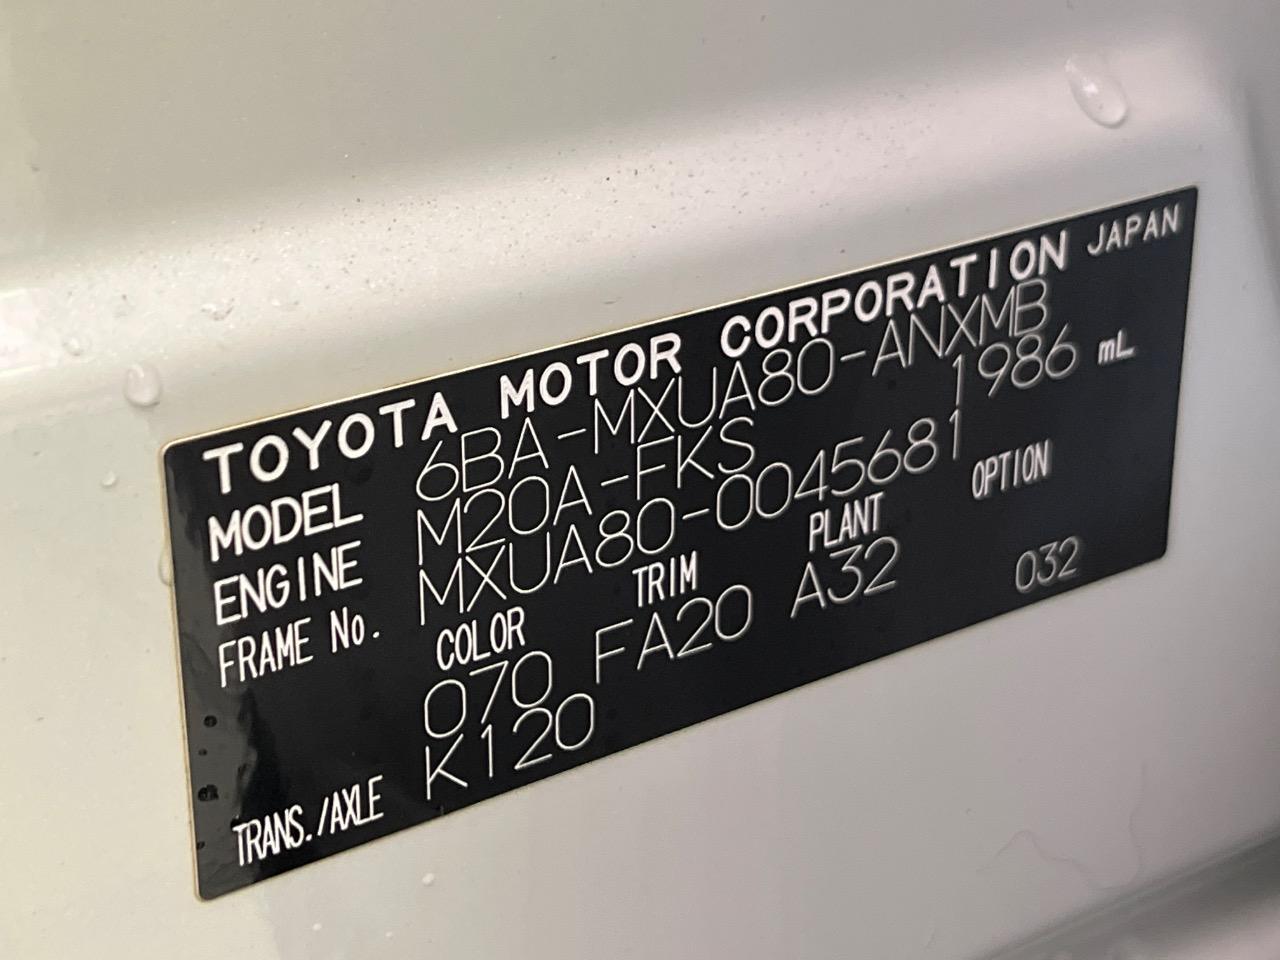 TOYOTA MOTOR CORPORATION JAPAN
MODEL 6BA-MXUA80-ANXMB
ENGINE M20A-FKS 1986 mL
FRAME No. MXUA80-0045681
COLOR TRIM PLANT OPTION
070 FA20 A32 032
TRANS./AXLE K120